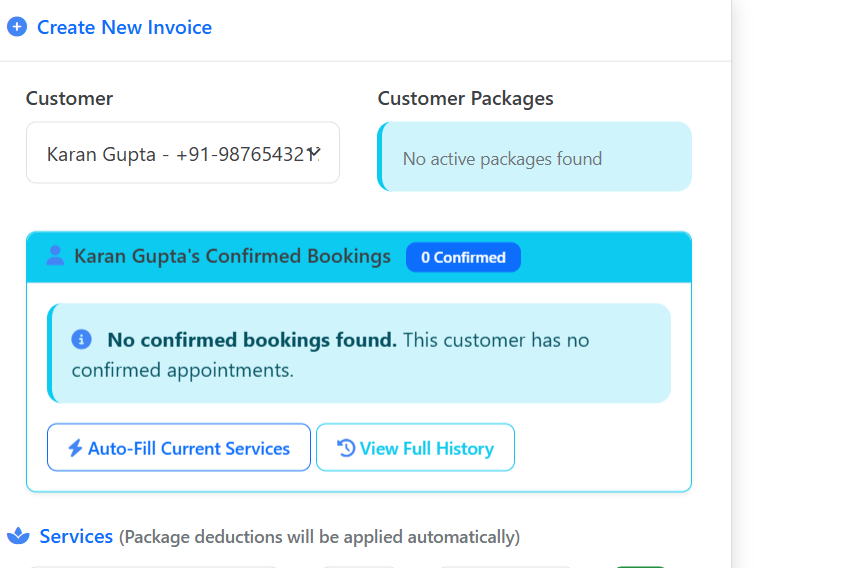 Create New Invoice
Customer
Customer Packages
Karan Gupta - +91-987654321
No active packages found
Karan Gupta's Confirmed Bookings
0 Confirmed
No confirmed bookings found. This customer has no
confirmed appointments.
Auto-Fill Current Services
View Full History
Services (Package deductions will be applied automatically)